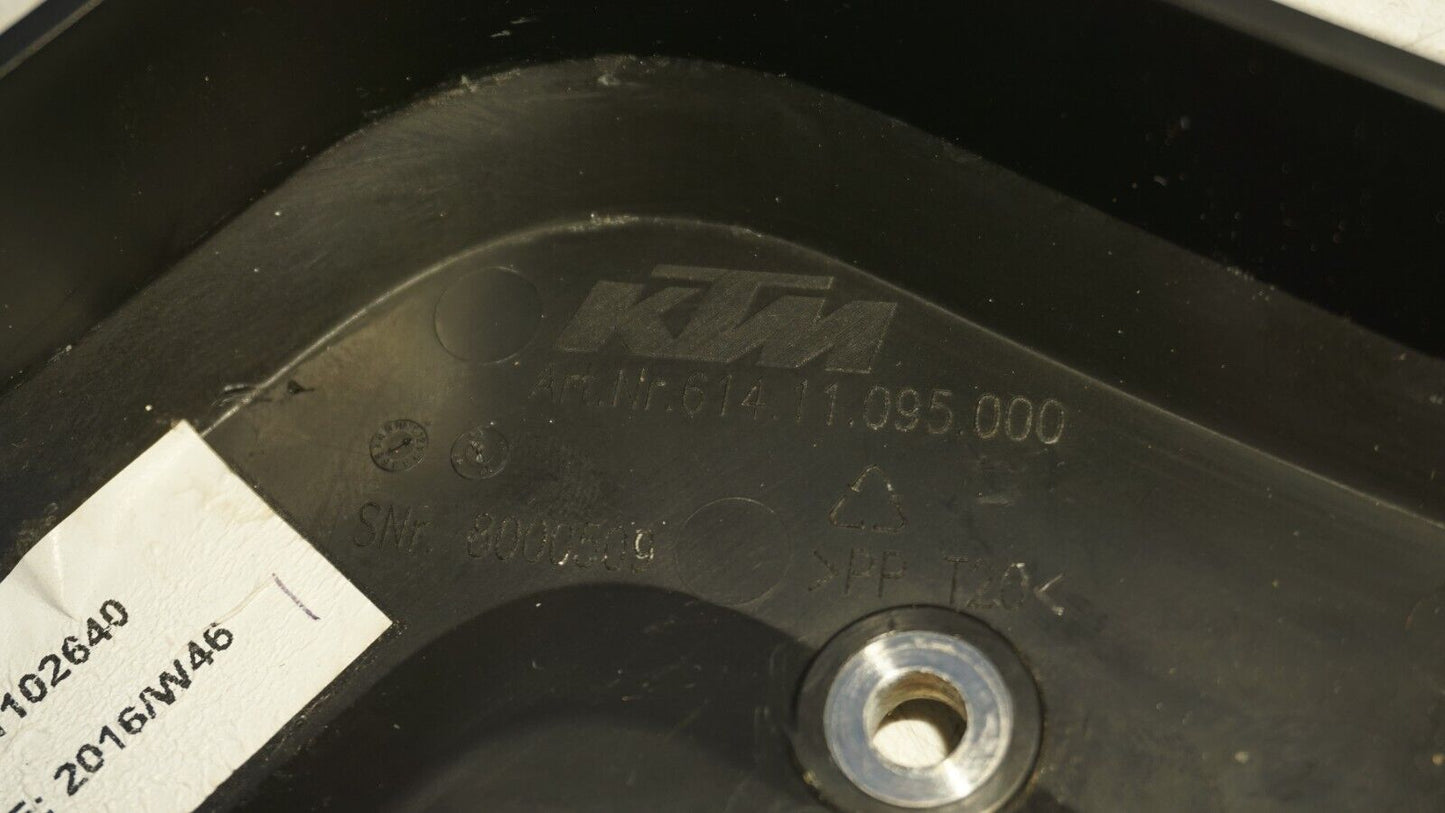 KTM
Art.Nr.614.11.095.000
SNr. 8000509
>PP T20<
102640
E: 2016/W46